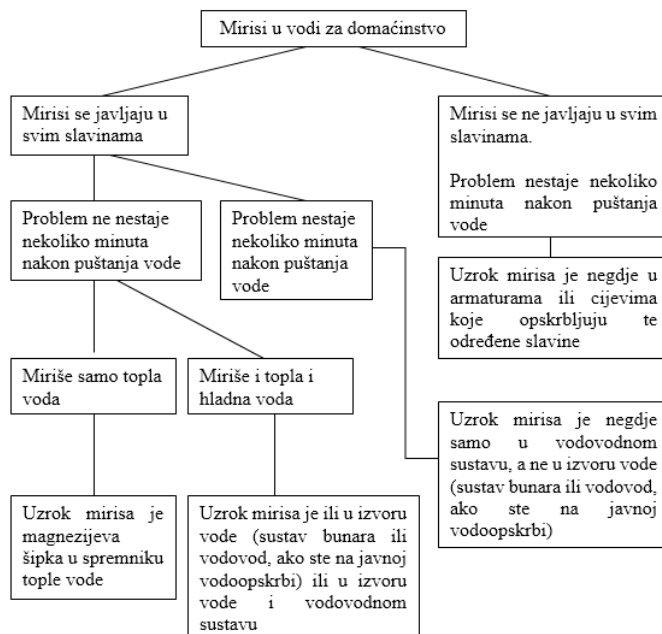 Mirisi u vodi za domaćinstvo
Mirisi se javljaju u
svim slavinama
Mirisi se ne javljaju u svim
slavinama.
Problem nestaje nekoliko
minuta nakon puštanja
vode
Problem ne nestaje
nekoliko minuta
nakon puštanja vode
Problem nestaje
nekoliko minuta
nakon puštanja
vode
Uzrok mirisa je negdje u
armaturama ili cijevima
koje opskrbljuju te
određene slavine
Miriše samo topla
voda
Miriše i topla i
hladna voda
Uzrok mirisa je negdje
samo u vodovodnom
sustavu, a ne u izvoru vode
(sustav bunara ili vodovod,
ako ste na javnoj
vodoopskrbi)
Uzrok mirisa je
magnezijeva
šipka u spremniku
tople vode
Uzrok mirisa je ili u izvoru
vode (sustav bunara ili
vodovod, ako ste na javnoj
vodoopskrbi) ili u izvoru
vode i vodovodnom
sustavu